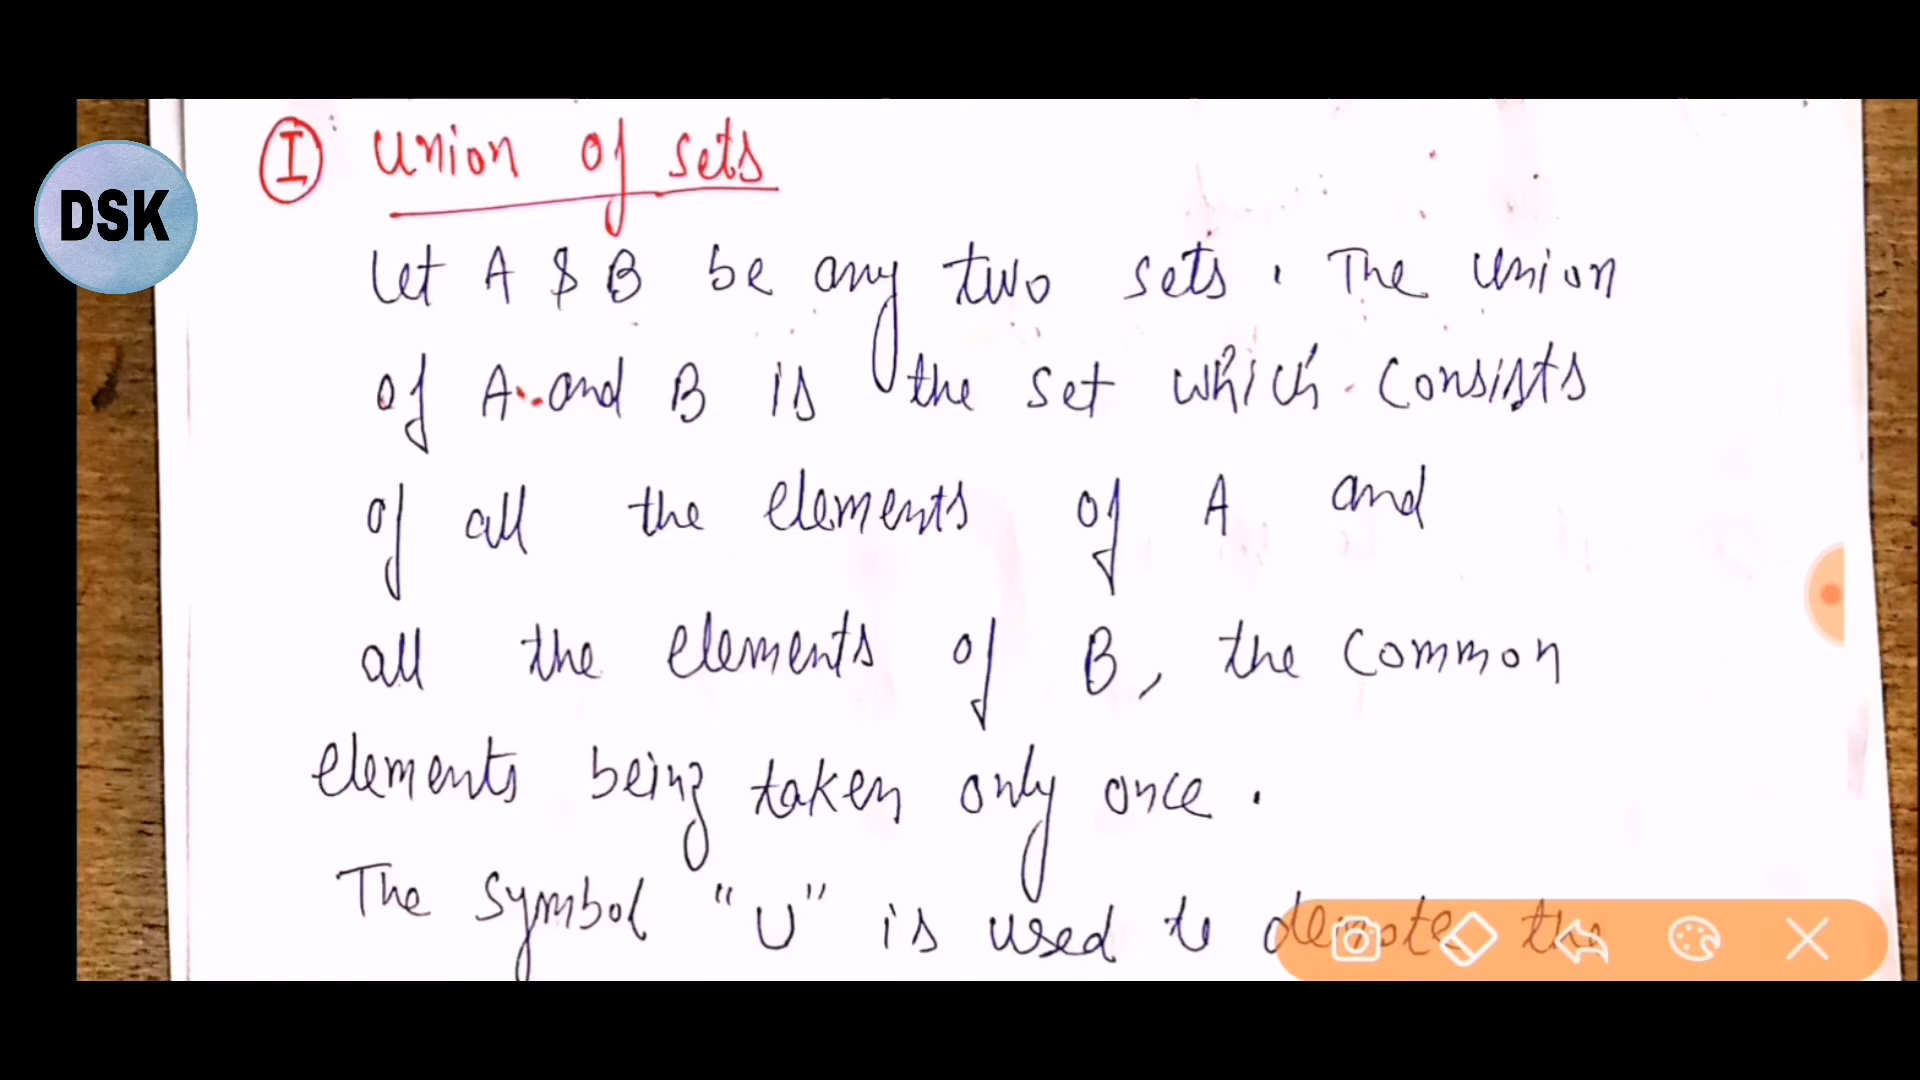 I Union of sets
DSK
Let A & B be any two sets. The union
of A and B is the set which consists
of all the elements of A and
all the elements of B, the common
elements being taken only once.
The symbol "U" is used to denote the